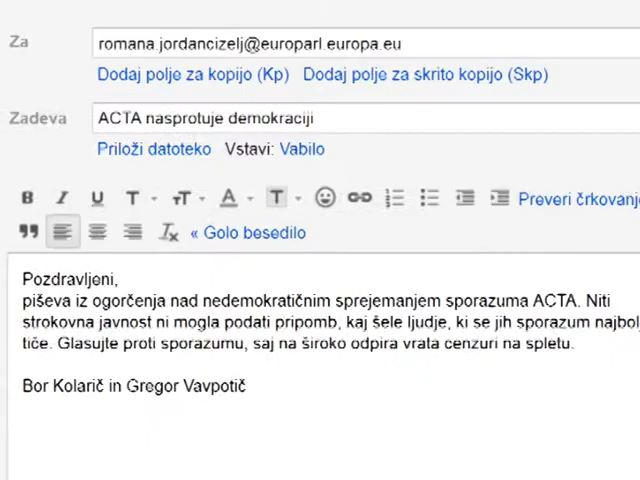 Za romana.jordancizelj@europarl.europa.eu
Dodaj polje za kopijo (Kp) Dodaj polje za skrito kopijo (Skp)
Zadeva ACTA nasprotuje demokraciji
Priloži datoteko Vstavi: Vabilo
B I U T T A T Preveri črkovanj
« Golo besedilo
Pozdravljeni,
piševa iz ogorčenja nad nedemokratičnim sprejemanjem sporazuma ACTA. Niti
strokovna javnost ni mogla podati pripomb, kaj šele ljudje, ki se jih sporazum najbolj
tiče. Glasujte proti sporazumu, saj na široko odpira vrata cenzuri na spletu.
Bor Kolarič in Gregor Vavpotič